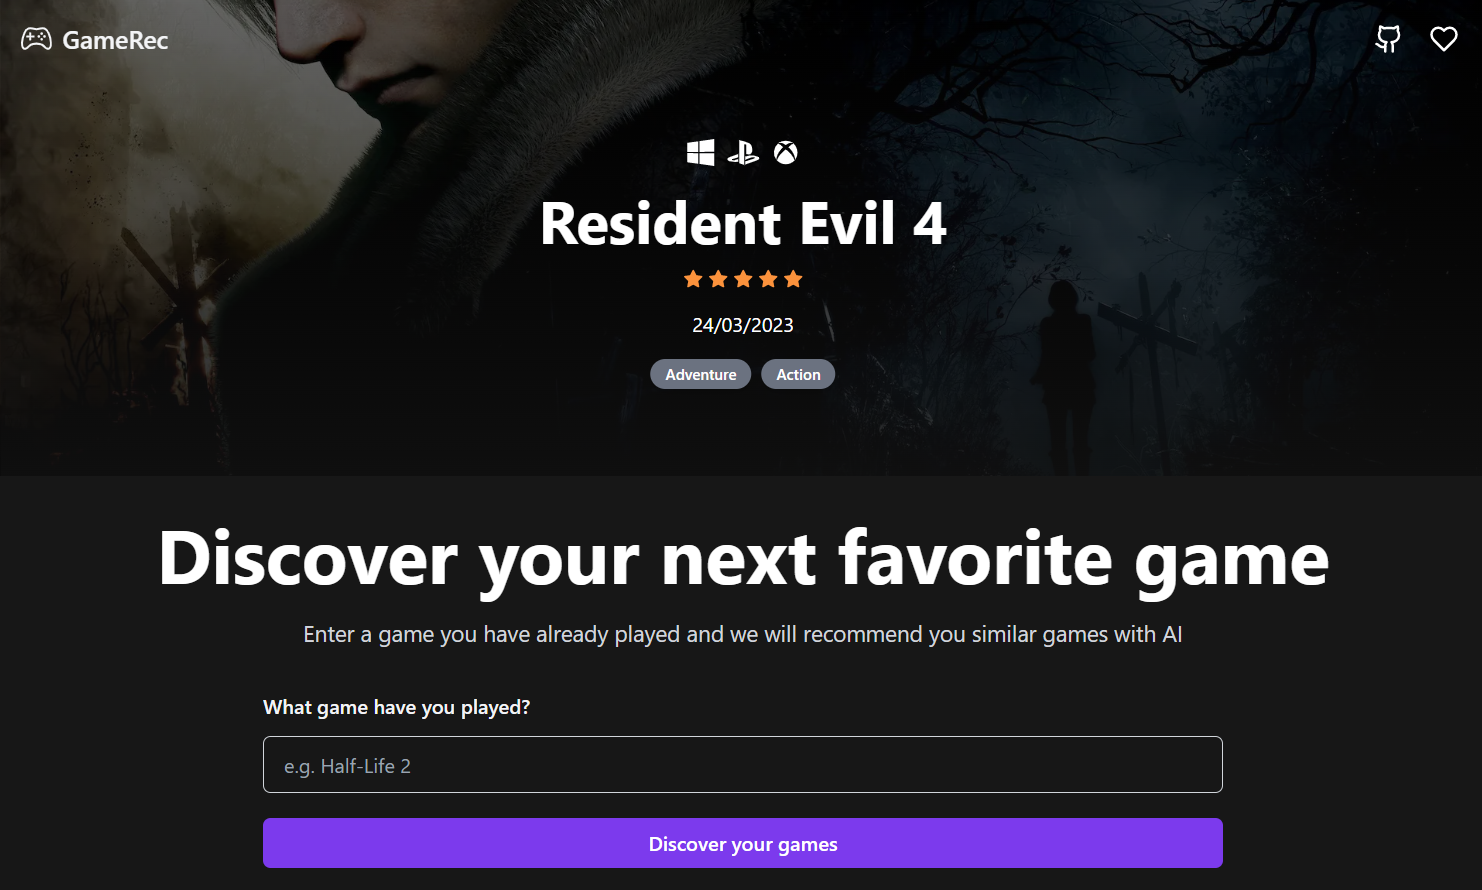 GameRec
Resident Evil 4
24/03/2023
Adventure
Action
Discover your next favorite game
Enter a game you have already played and we will recommend you similar games with AI
What game have you played?
e.g. Half-Life 2
Discover your games